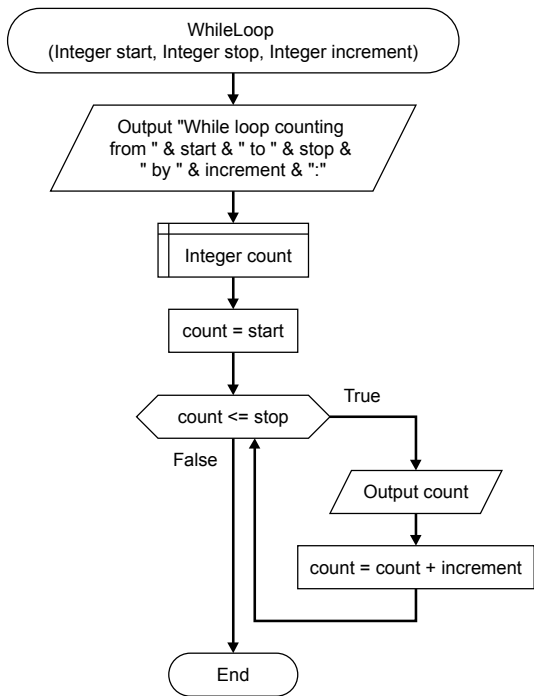 WhileLoop
(Integer start, Integer stop, Integer increment)
Output "While loop counting
from " & start & " to " & stop &
" by " & increment & ":"
Integer count
count = start
count <= stop
True
False
Output count
count = count + increment
End